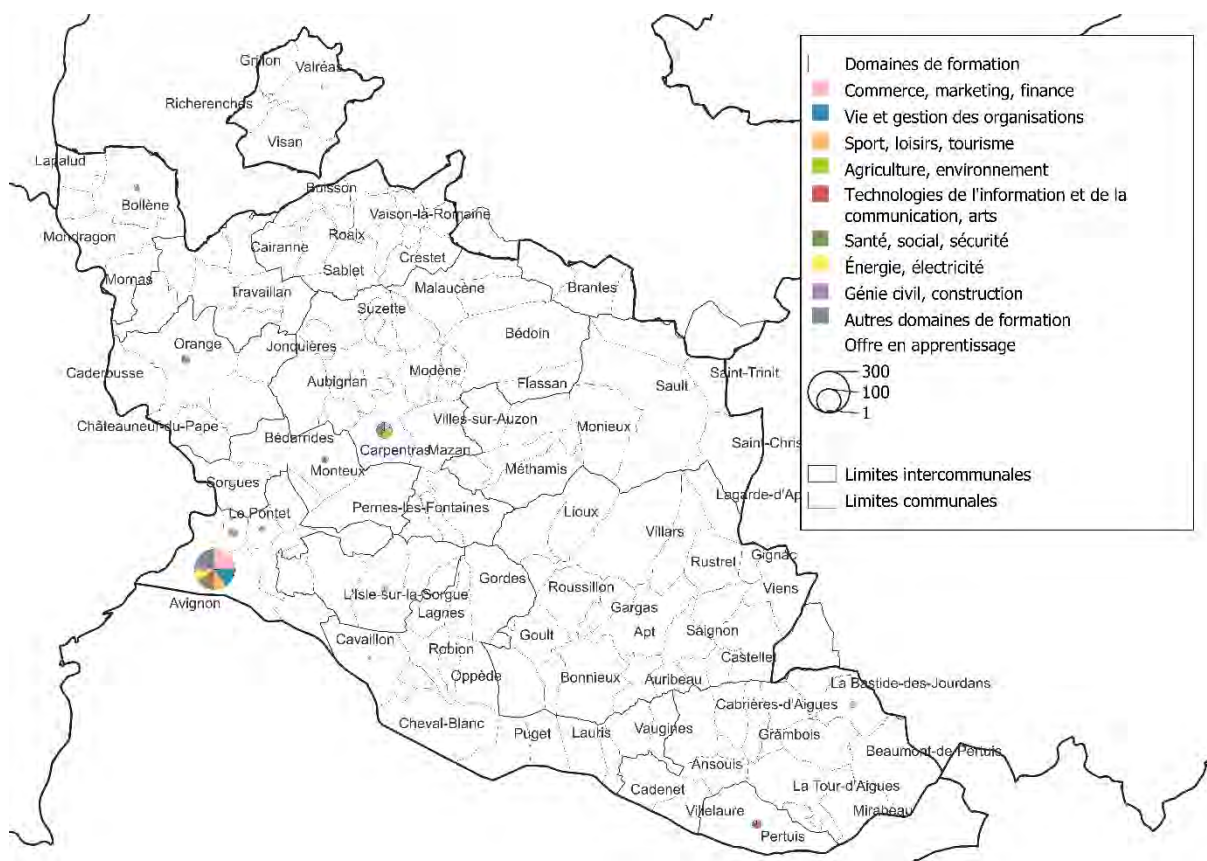 Grillon
Valréas
Richerenches
Visan
Lapalud
Bollène
Mondragon
Mornas
Buisson
Vaison-la-Romaine
Roaix
Cairanne
Crestet
Sablet
Travaillan
Malaucène
Brantes
Suzette
Orange
Jonquières
Bédoin
Caderousse
Modène
Aubignan
Flassan
Sault
Saint-Trinit
Châteauneuf-du-Pape
Villes-sur-Auzon
Monieux
Bédarrides
Carpentras
Mazan
Saint-Chris
Monteux
Méthamis
Sorgues
Lagarde-d'Ap
Le Pontet
Pernes-les-Fontaines
Lioux
Villars
Rustrel
Gignac
Gordes
Roussillon
Viens
Avignon
L'Isle-sur-la-Sorgue
Lagnes
Gargas
Apt
Saignon
Cavaillon
Robion
Goult
Castellet
Oppède
Bonnieux
Auribeau
La Bastide-des-Jourdans
Cheval-Blanc
Puget
Lauris
Vaugines
Cabrières-d'Aigues
Grambois
Beaumont-de-Pertuis
Ansouis
Cadenet
La Tour-d'Aigues
Mirabeau
Villelaure
Pertuis
Domaines de formation
Commerce, marketing, finance
Vie et gestion des organisations
Sport, loisirs, tourisme
Agriculture, environnement
Technologies de l'information et de la
communication, arts
Santé, social, sécurité
Énergie, électricité
Génie civil, construction
Autres domaines de formation
Offre en apprentissage
300
100
1
Limites intercommunales
Limites communales